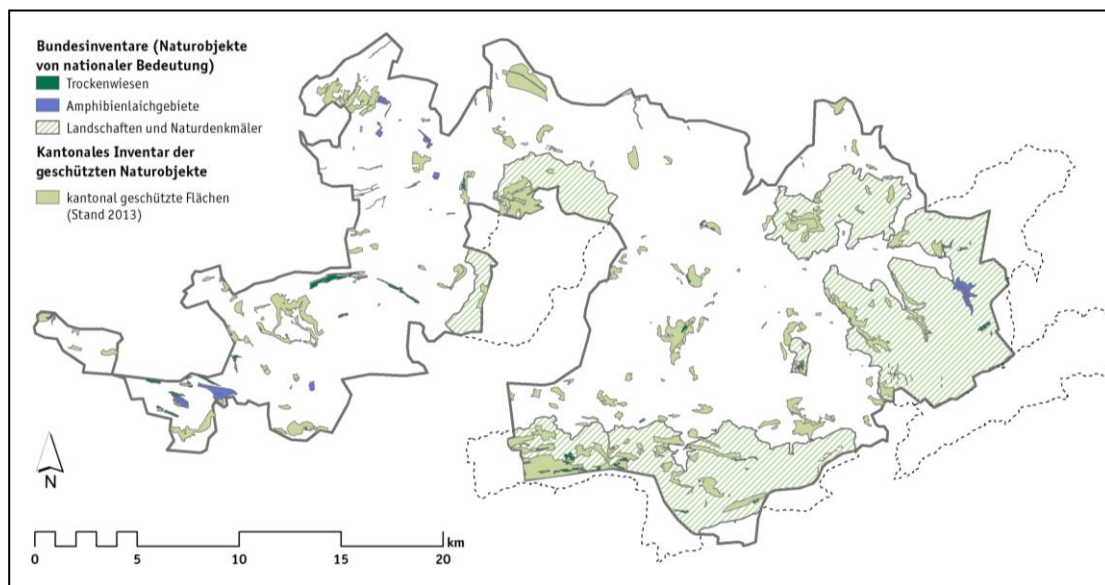 Bundesinventare (Naturobjekte
von nationaler Bedeutung)
Trockenwiesen
Amphibienlaichgebiete
Landschaften und Naturdenkmäler
Kantonales Inventar der
geschützten Naturobjekte
kantonal geschützte Flächen
(Stand 2013)
N
km
0 5 10 15 20